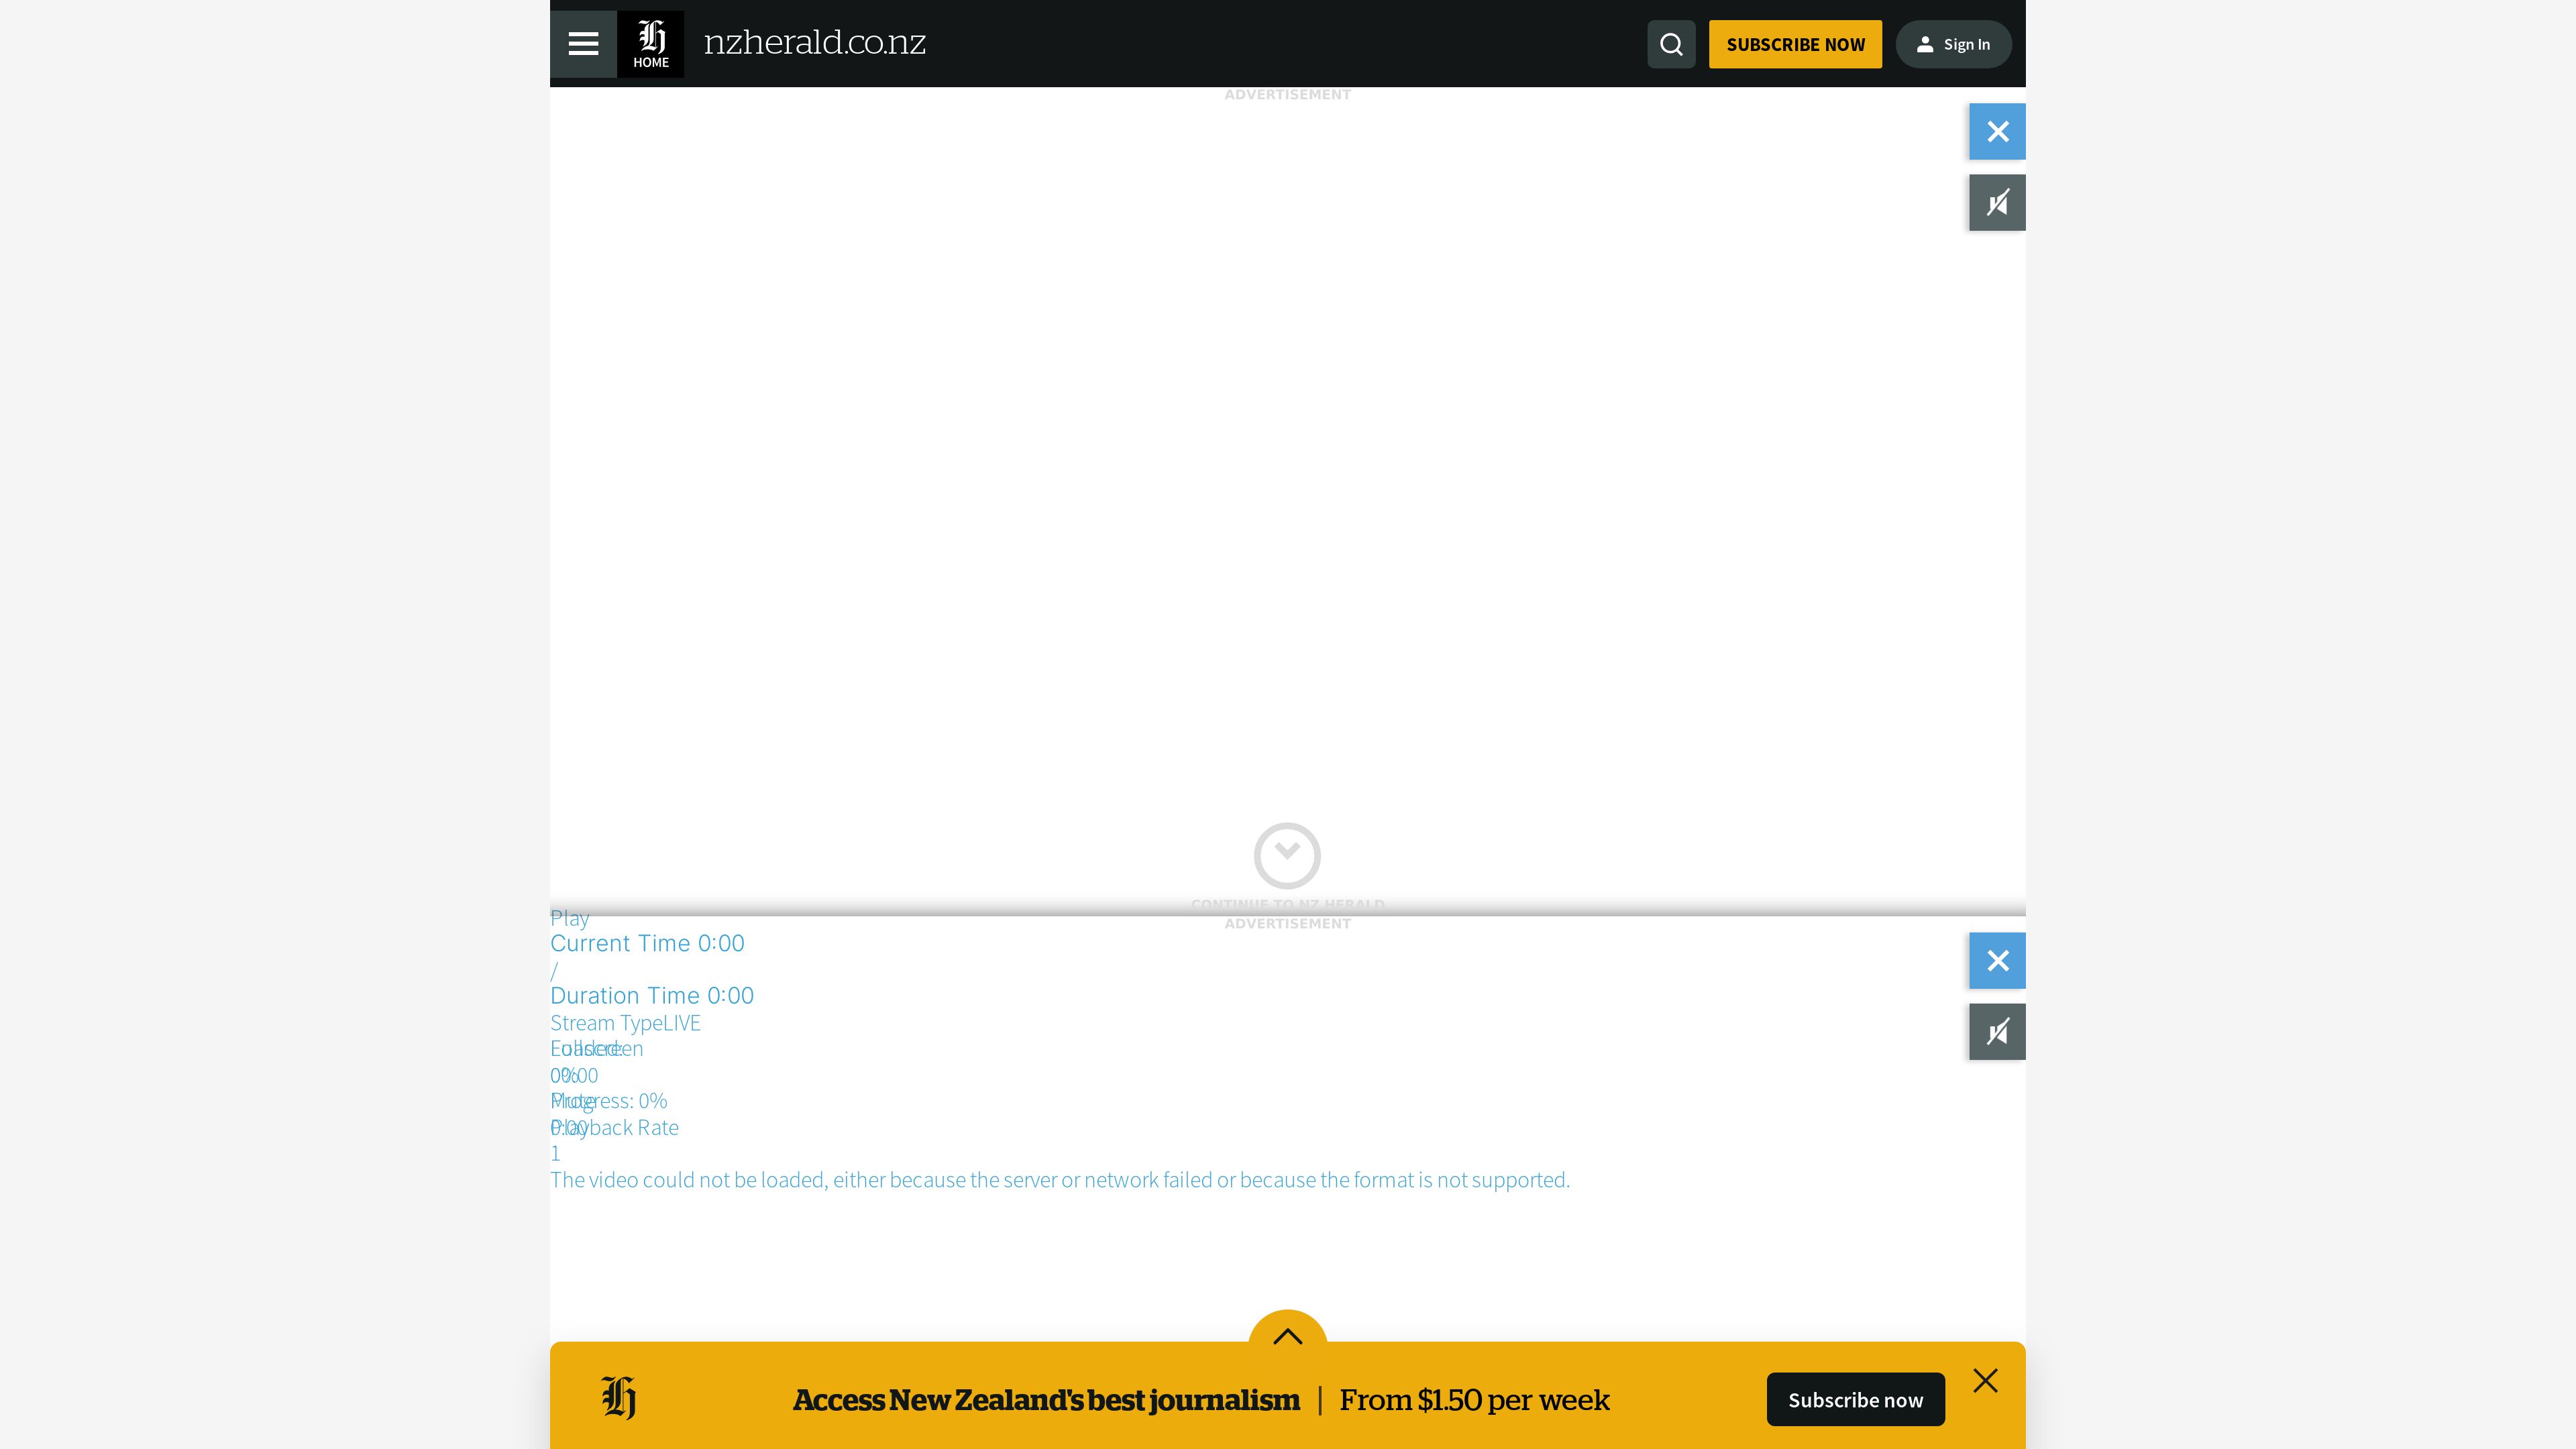 HOME
nzherald.co.nz
SUBSCRIBE NOW
Sign In
ADVERTISEMENT
CONTINUE TO NZ HERALD
Play
ADVERTISEMENT
Current Time 0:00
/
Duration Time 0:00
Stream TypeLIVE
Loaded:
Fullscreen
0%
00:00
Mute
Progress: 0%
0:00
Playback Rate
1
The video could not be loaded, either because the server or network failed or because the format is not supported.
Access New Zealand's best journalism | From $1.50 per week
Subscribe now